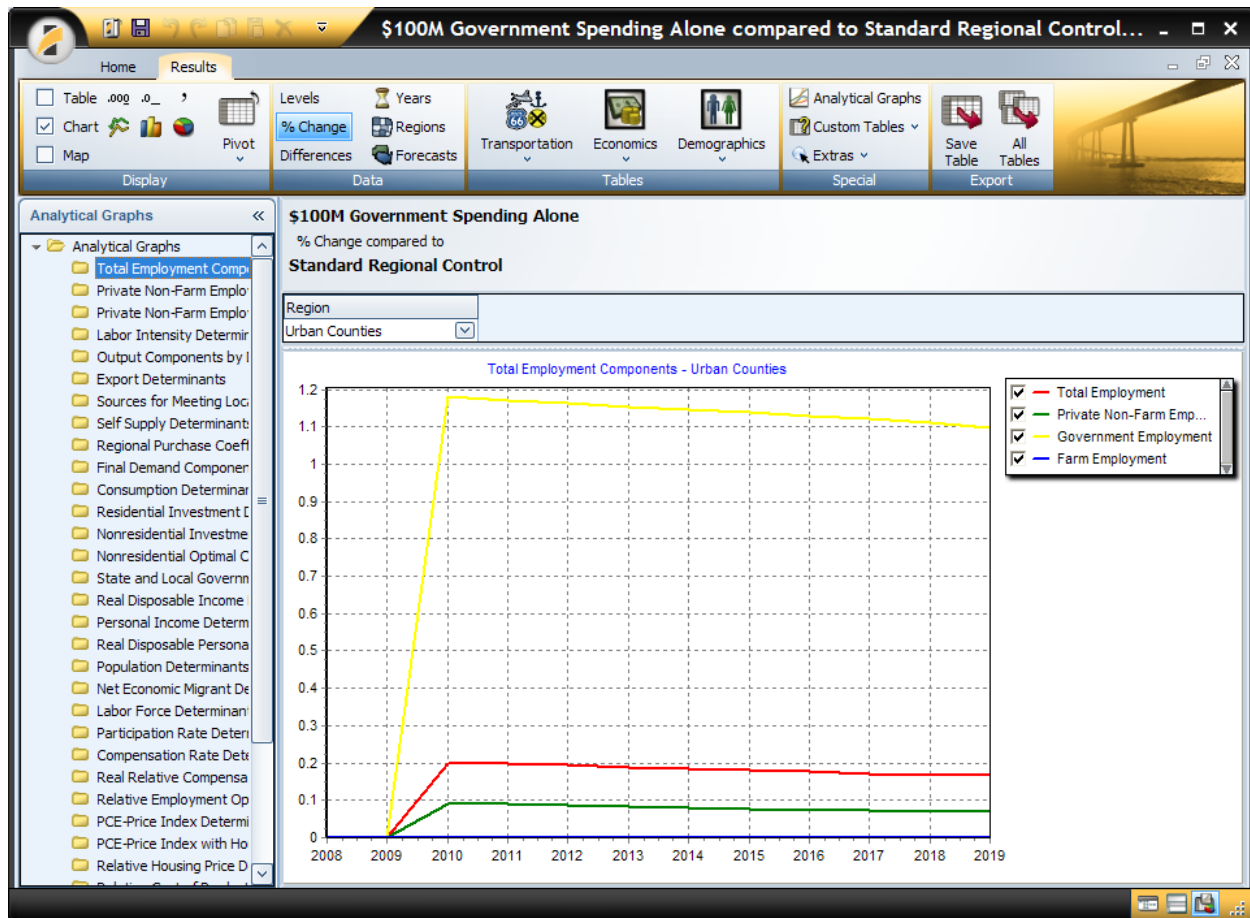 $100M Government Spending Alone compared to Standard Regional Control...
Home Results
Table .000 .0_ ,
Chart
Map
Pivot
Display
Levels
% Change
Differences
Years
Regions
Forecasts
Data
66
Transportation
Economics
Demographics
Tables
Analytical Graphs
Custom Tables
Extras
Special
Save
Table
All
Tables
Export
Analytical Graphs «
Analytical Graphs
Total Employment Comp
Private Non-Farm Emplo
Private Non-Farm Emplo
Labor Intensity Determir
Output Components by I
Export Determinants
Sources for Meeting Loc
Self Supply Determinant
Regional Purchase Coeff
Final Demand Componer
Consumption Determinar
Residential Investment D
Nonresidential Investme
Nonresidential Optimal C
State and Local Governm
Real Disposable Income
Personal Income Determ
Real Disposable Persona
Population Determinants
Net Economic Migrant De
Labor Force Determinan
Participation Rate Deter
Compensation Rate Dete
Real Relative Compensa
Relative Employment Op
PCE-Price Index Determi
PCE-Price Index with Ho
Relative Housing Price D
$100M Government Spending Alone
% Change compared to
Standard Regional Control
Region
Urban Counties
Total Employment Components - Urban Counties
1.2
1.1
1
0.9
0.8
0.7
0.6
0.5
0.4
0.3
0.2
0.1
0
2008 2009 2010 2011 2012 2013 2014 2015 2016 2017 2018 2019
Total Employment
Private Non-Farm Emp...
Government Employment
Farm Employment